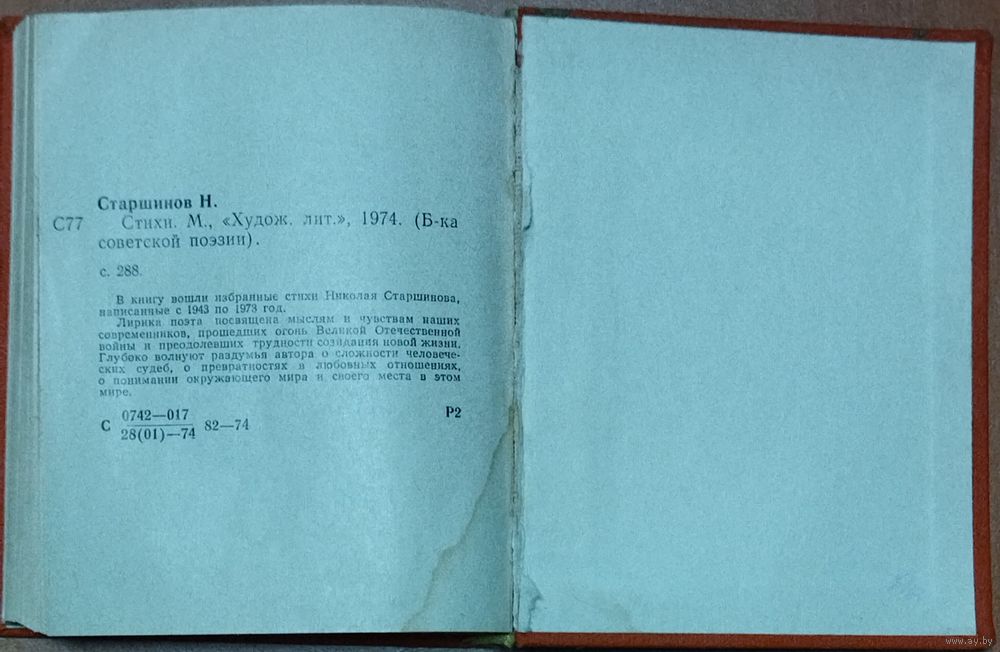 Старшинов Н.
С77 Стихи. М., «Худож. лит.», 1974. (Б-ка
советской поэзии).
с. 288.
В книгу вошли избранные стихи Николая Старшинова,
написанные с 1943 по 1973 год.
Лирика поэта посвящена мыслям и чувствам наших
современников, прошедших огонь Великой Отечественной
войны и преодолевших трудности созидания новой жизни.
Глубоко волнуют раздумья автора о сложности человече-
ских судеб, о превратностях в любовных отношениях,
о понимании окружающего мира и своего места в этом
мире.
С 0742—017 / 28(01)—74 82—74 Р2
www.ay.by